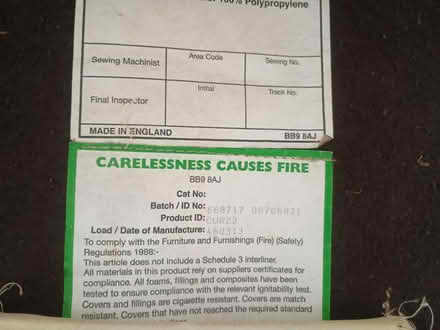 100% Polypropylene
Sewing Machinist
Area Code
Sewing No.
Final Inspector
Initial
Track No.
MADE IN ENGLAND
BB9 8AJ
CARELESSNESS CAUSES FIRE
BB9 8AJ
Cat No:
Batch / ID No:
Product ID:
Load / Date of Manufacture: 460313
To comply with the Furniture and Furnishings (Fire) (Safety)
Regulations 1988:-
This article does not include a Schedule 3 Interliner.
All materials in this product rely on suppliers certificates for
compliance. All foams, fillings and composites have been
tested to ensure compliance with the relevant ignitability test.
Covers and fillings are cigarette resistant. Covers are match
resistant. Covers that have not reached the required standard